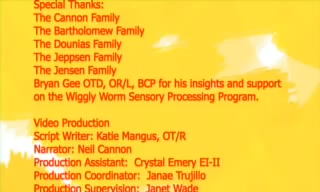 Special Thanks:
The Cannon Family
The Bartholomew Family
The Dounias Family
The Jeppsen Family
The Jensen Family
Bryan Gee OTD, OR/L, BCP for his insights and support
on the Wiggly Worm Sensory Processing Program.
Video Production
Script Writer: Katie Mangus, OT/R
Narrator: Neil Cannon
Production Assistant:  Crystal Emery EI-II
Production Coordinator:  Janae Trujillo
Production Supervision:  Janet Wade